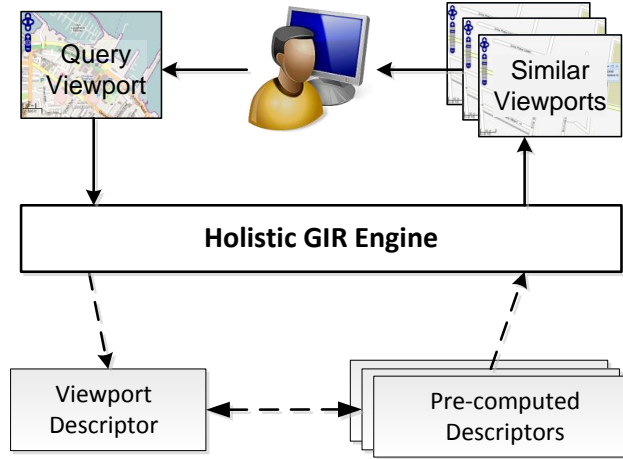 Query
Viewport
Similar
Viewports
Holistic GIR Engine
Viewport
Descriptor
Pre-computed
Descriptors